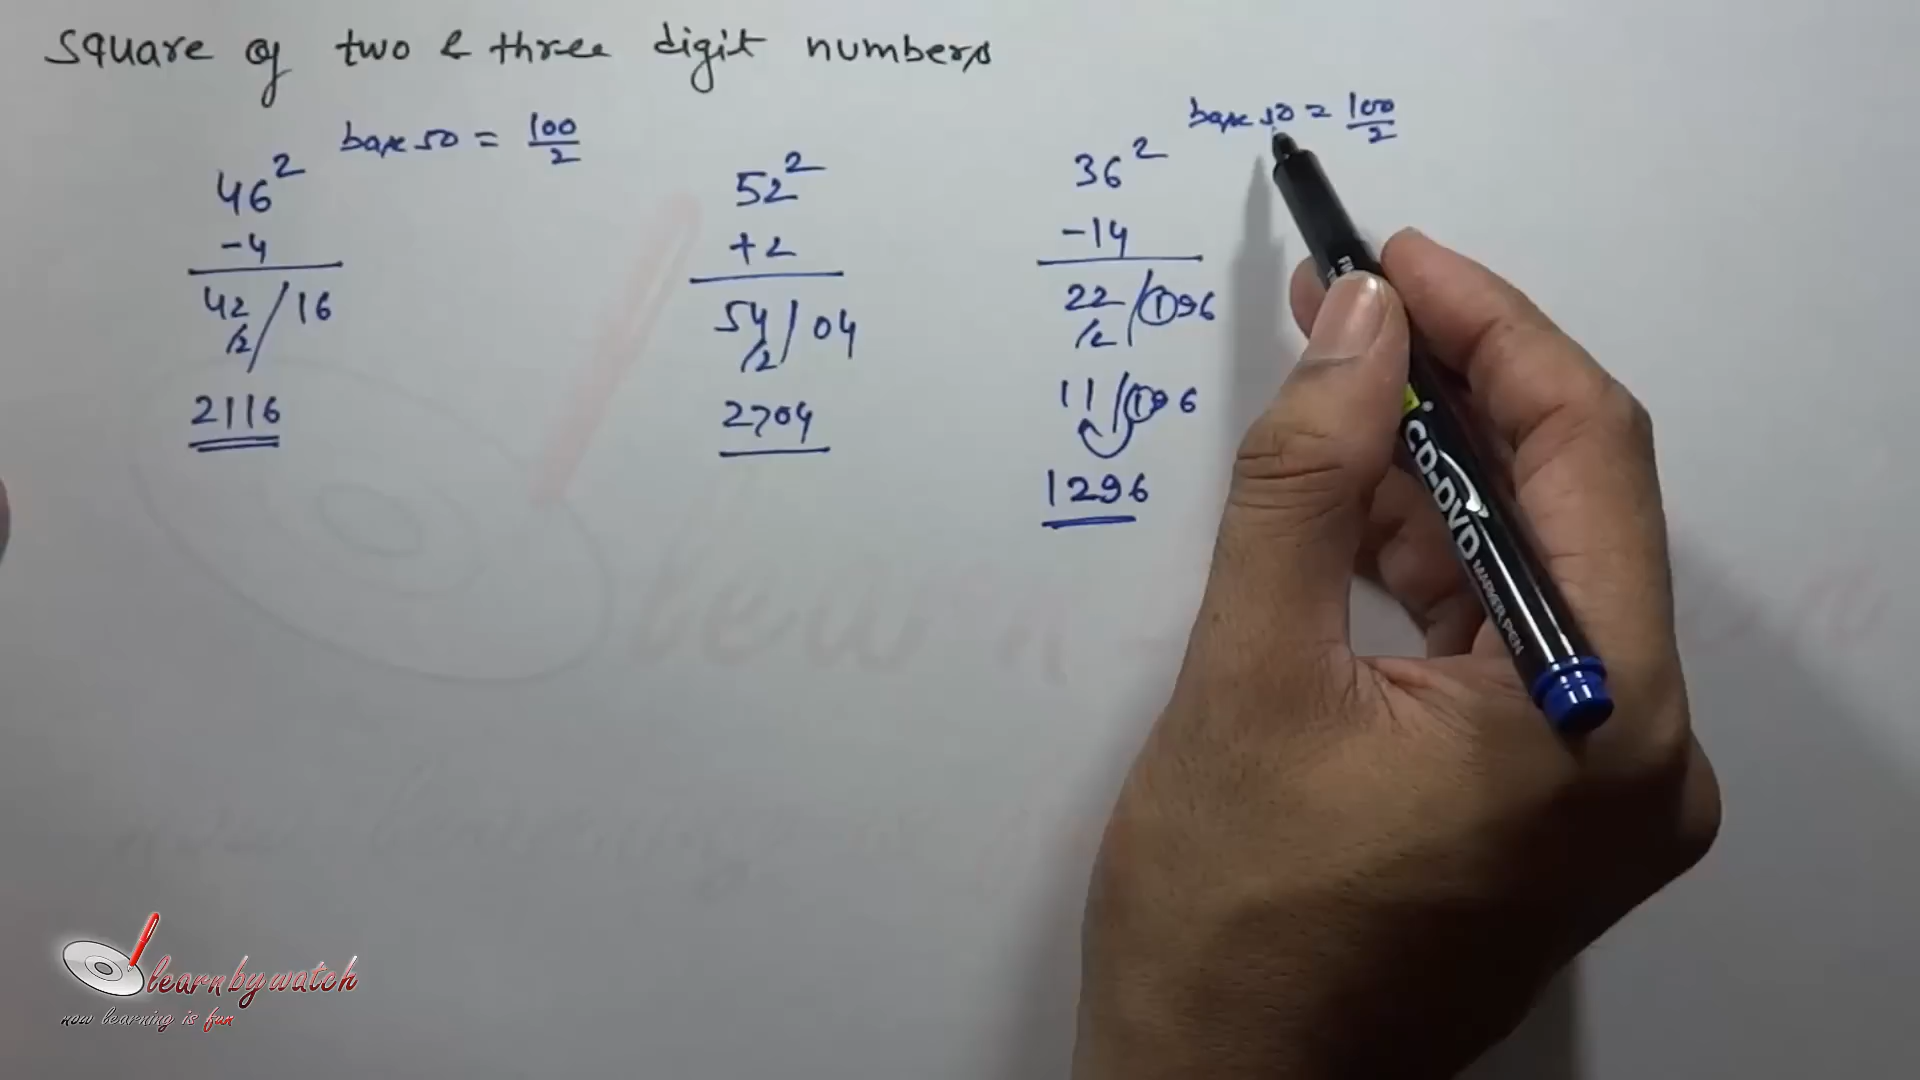 Square of two & three digit numbers
base 50 = 100/2
46²
-4
42/2 / 16
2116
52²
+2
54/2 / 04
2704
base 50 = 100/2
36²
-14
22/2 / 196
11 / 196
1296
CD-DVD MARKER PEN
learnbywatch
now learning is fun